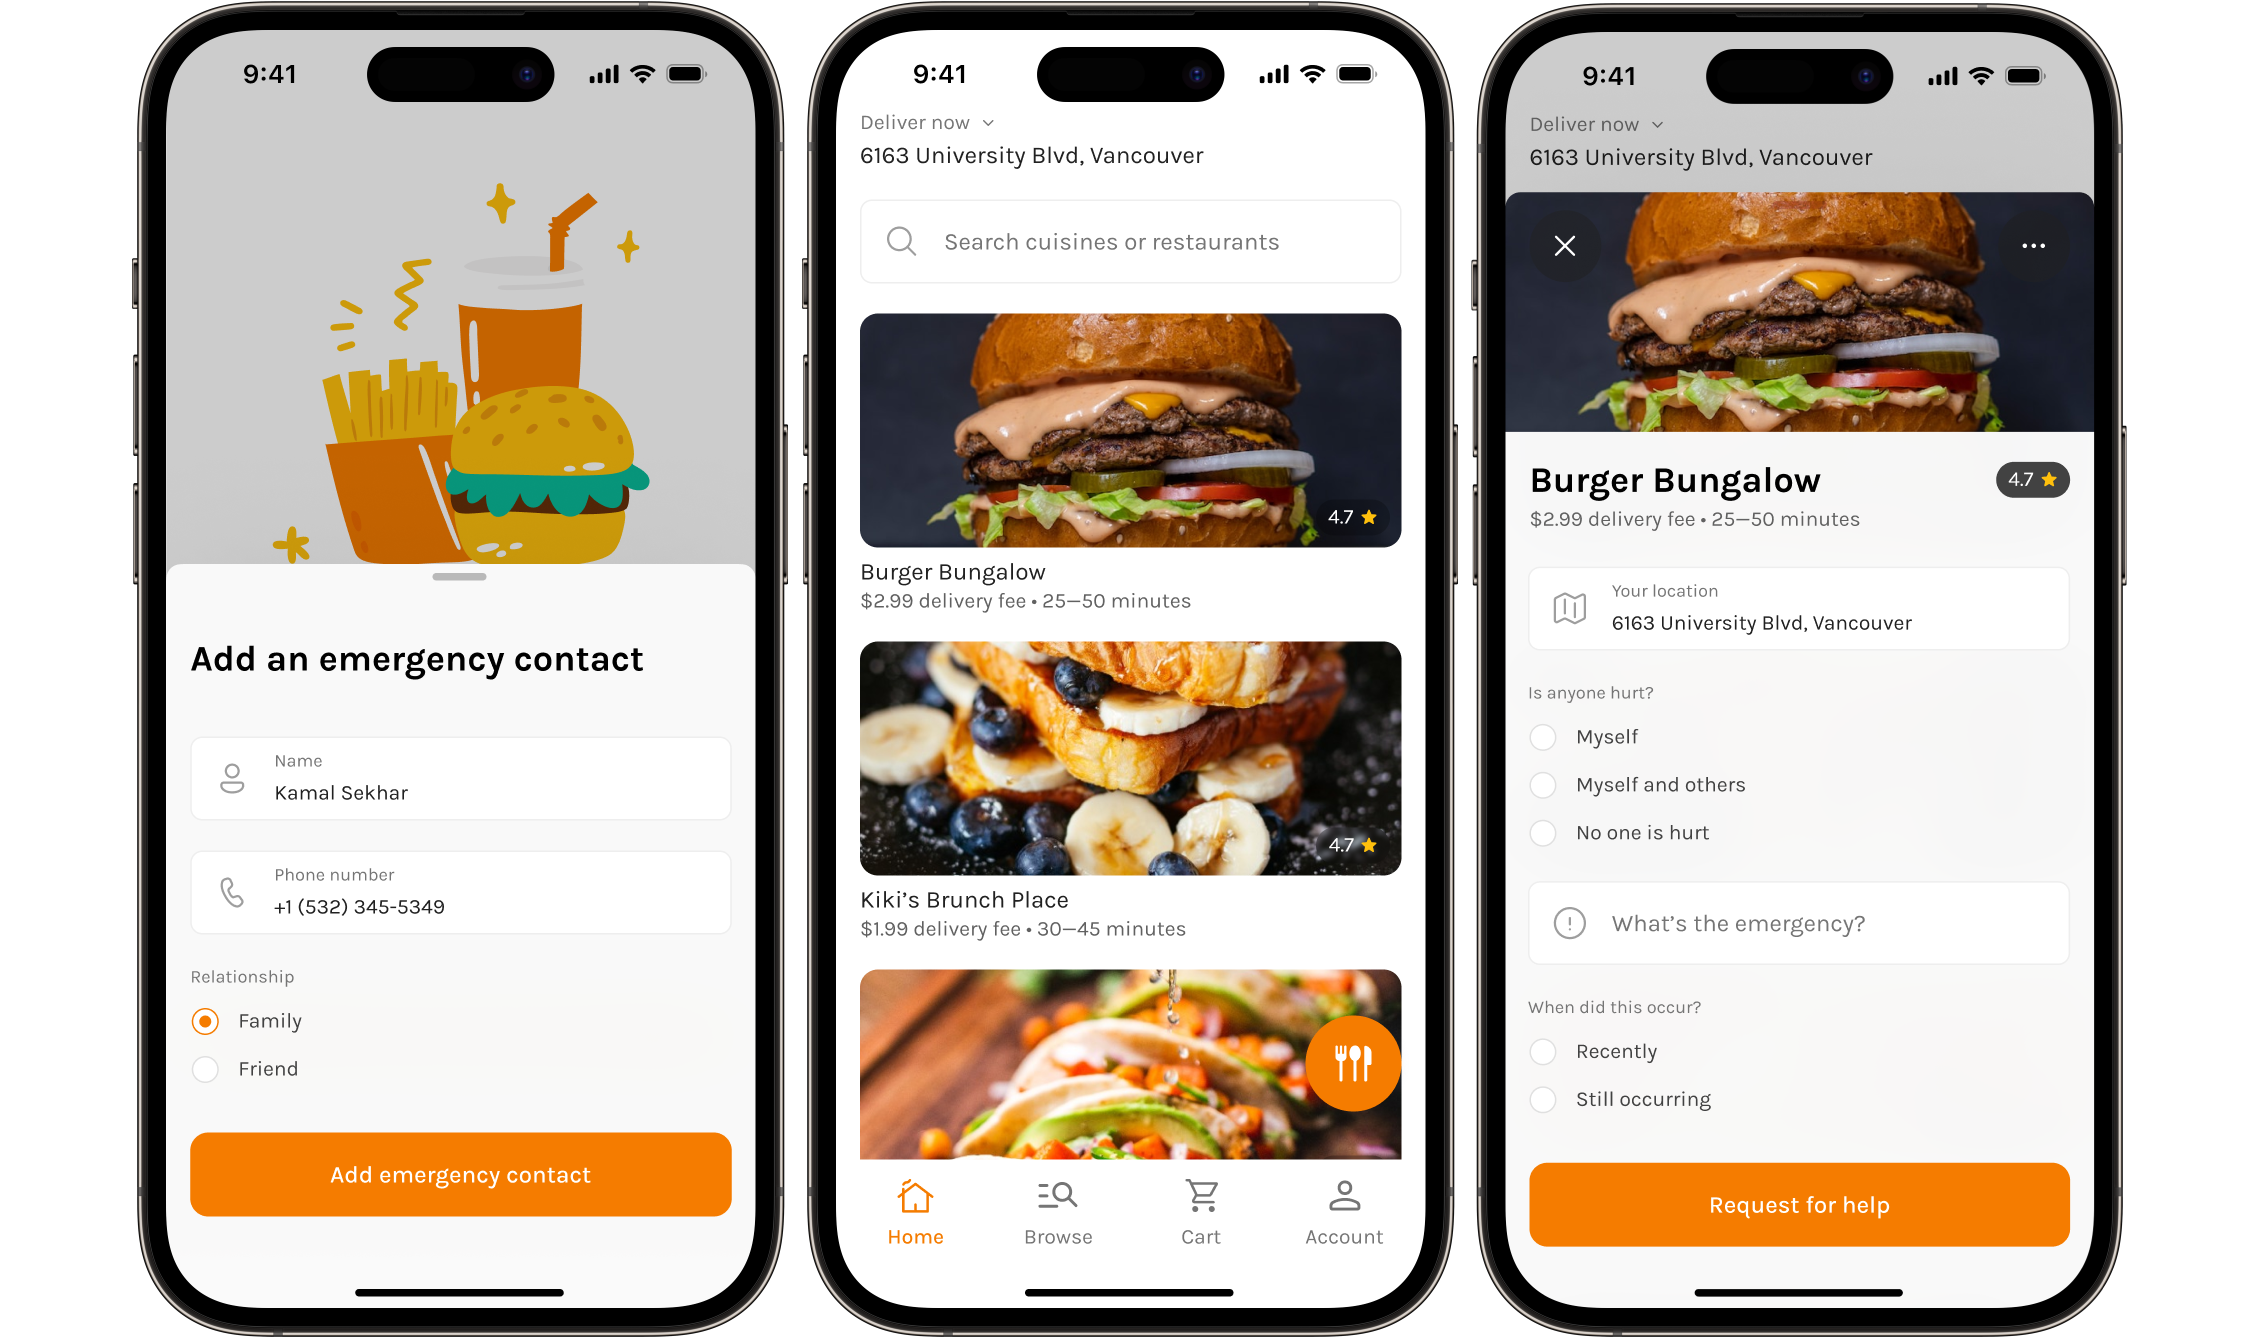 9:41
Add an emergency contact
Name
Kamal Sekhar
Phone number
+1 (532) 345-5349
Relationship
Family
Friend
Add emergency contact
9:41
Deliver now
6163 University Blvd, Vancouver
Search cuisines or restaurants
4.7
Burger Bungalow
$2.99 delivery fee • 25—50 minutes
4.7
Kiki's Brunch Place
$1.99 delivery fee • 30—45 minutes
Home
Browse
Cart
Account
9:41
Deliver now
6163 University Blvd, Vancouver
Burger Bungalow
4.7
$2.99 delivery fee • 25—50 minutes
Your location
6163 University Blvd, Vancouver
Is anyone hurt?
Myself
Myself and others
No one is hurt
What's the emergency?
When did this occur?
Recently
Still occurring
Request for help